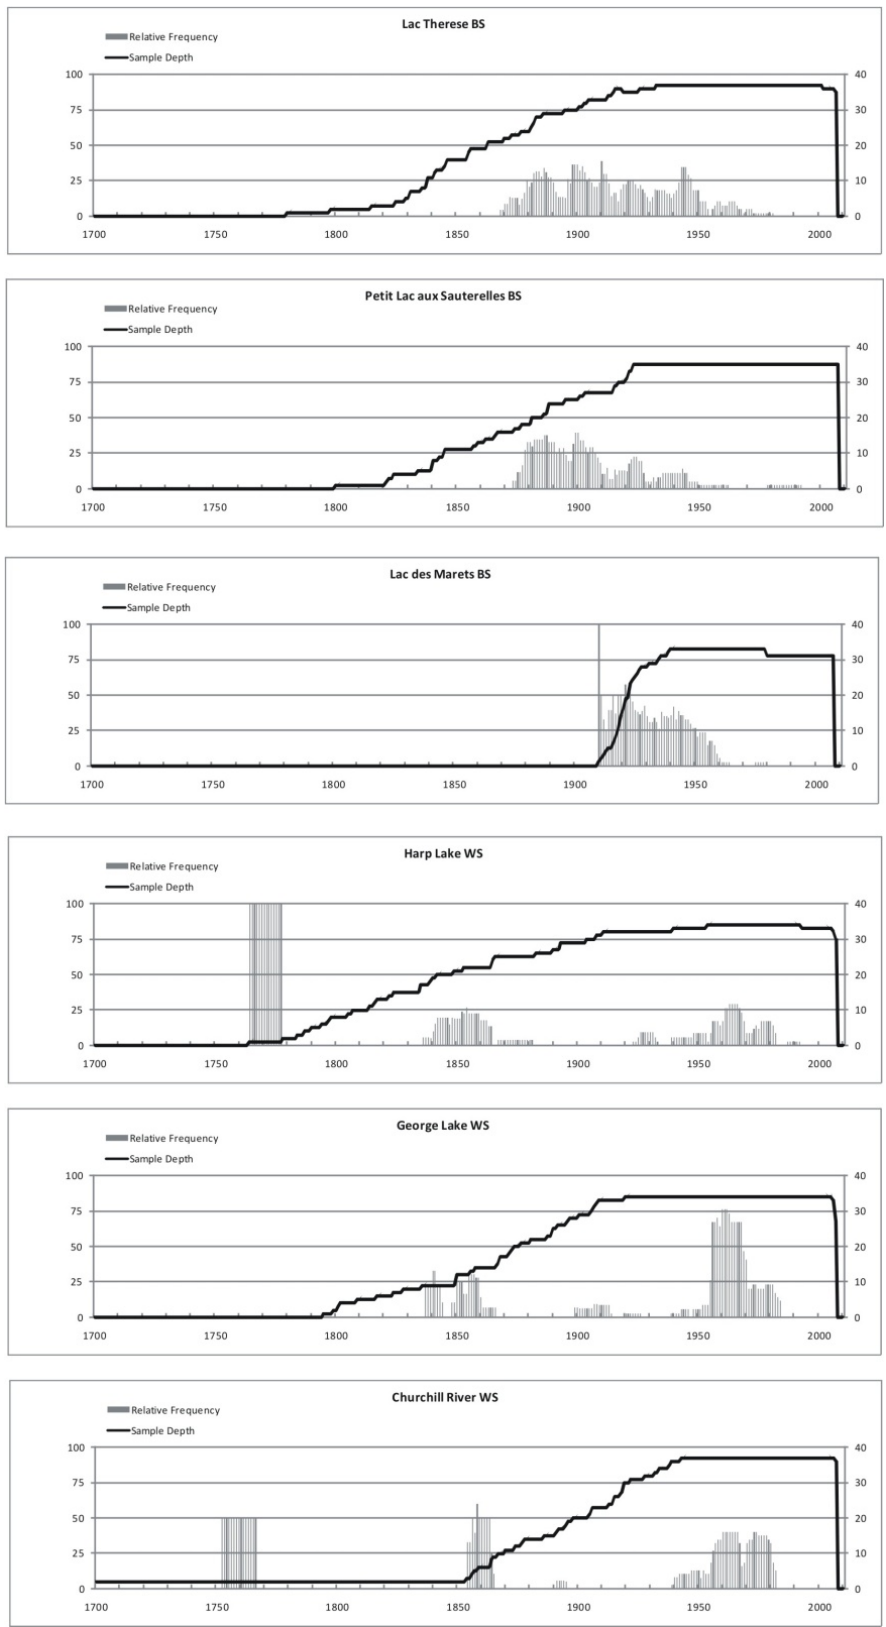 Lac Therese BS
Relative Frequency
Sample Depth
100 40
75 30
50 20
25 10
0 0
1700 1750 1800 1850 1900 1950 2000
Petit Lac aux Sauterelles BS
Relative Frequency
Sample Depth
100 40
75 30
50 20
25 10
0 0
1700 1750 1800 1850 1900 1950 2000
Lac des Marets BS
Relative Frequency
Sample Depth
100 40
75 30
50 20
25 10
0 0
1700 1750 1800 1850 1900 1950 2000
Harp Lake WS
Relative Frequency
Sample Depth
100 40
75 30
50 20
25 10
0 0
1700 1750 1800 1850 1900 1950 2000
George Lake WS
Relative Frequency
Sample Depth
100 40
75 30
50 20
25 10
0 0
1700 1750 1800 1850 1900 1950 2000
Churchill River WS
Relative Frequency
Sample Depth
100 40
75 30
50 20
25 10
0 0
1700 1750 1800 1850 1900 1950 2000